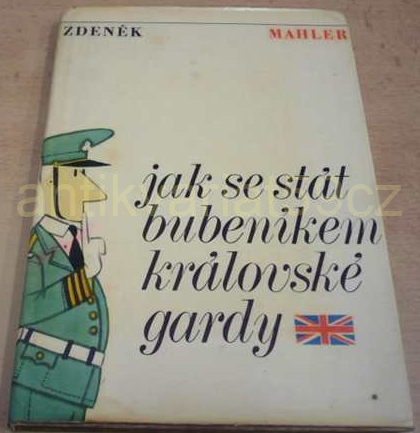 ZDENĚK MAHLER
jak se stát
bubeníkem
královské
gardy